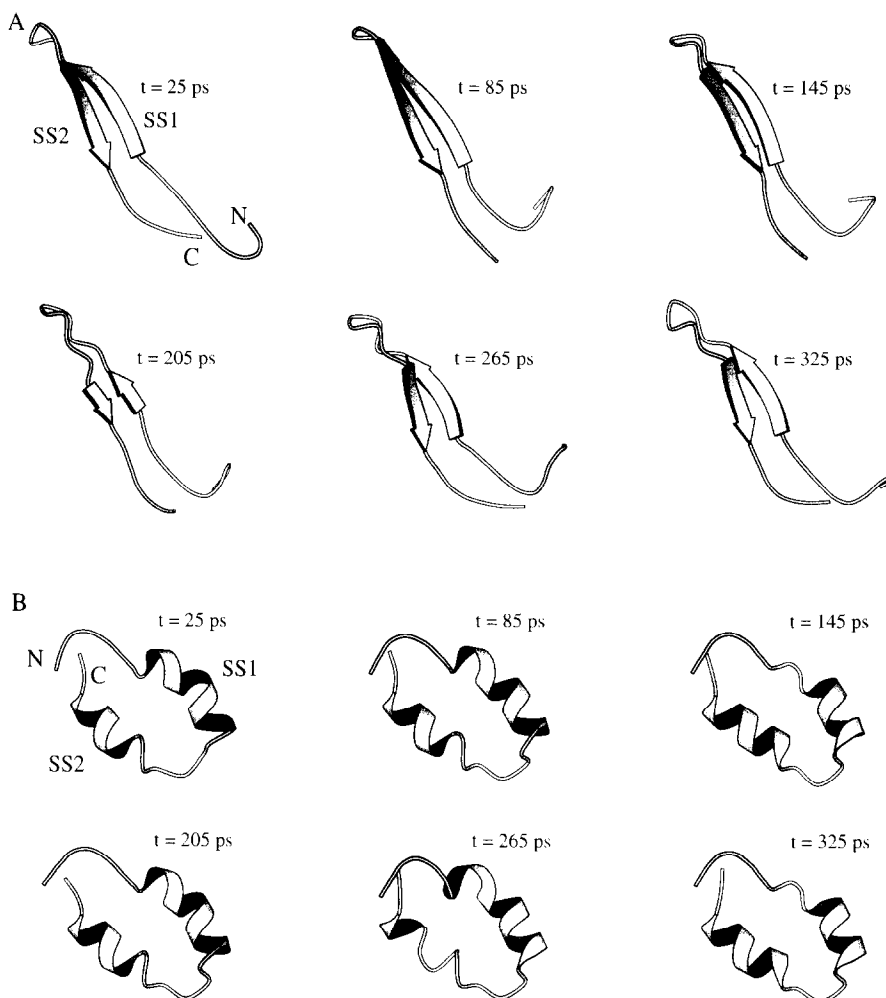 A
t = 25 ps
t = 85 ps
t = 145 ps
SS2
SS1
N
C
t = 205 ps
t = 265 ps
t = 325 ps
B
t = 25 ps
t = 85 ps
t = 145 ps
N
C
SS1
SS2
t = 205 ps
t = 265 ps
t = 325 ps